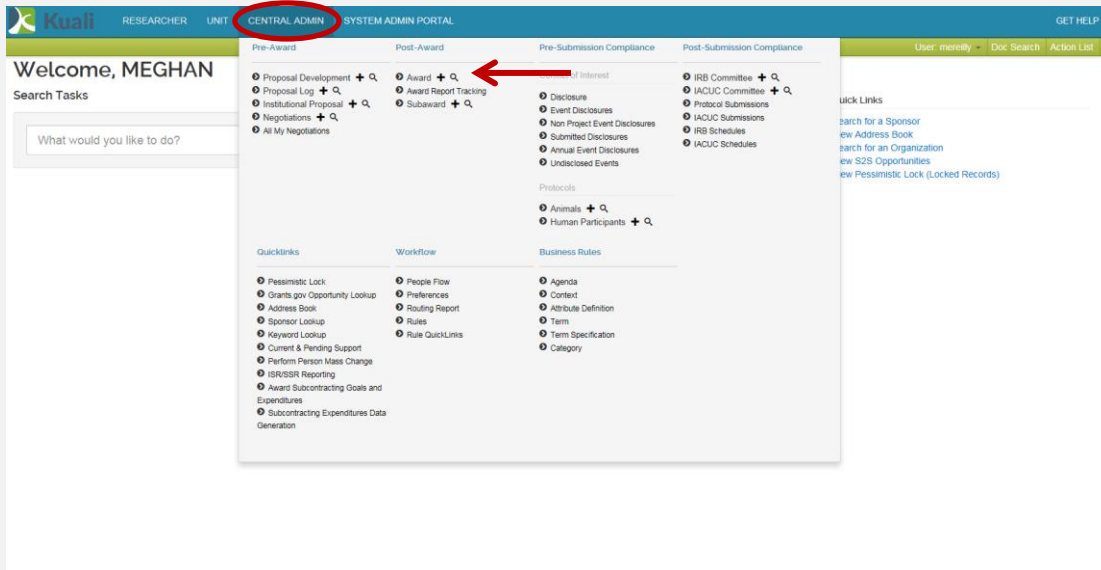 Kuali RESEARCHER UNIT CENTRAL ADMIN SYSTEM ADMIN PORTAL GET HELP
User: mereilly Doc Search Action List
Welcome, MEGHAN
Search Tasks
What would you like to do?
Pre-Award
Proposal Development
Proposal Log
Institutional Proposal
Negotiations
All My Negotiations
Post-Award
Award
Award Report Tracking
Subaward
Pre-Submission Compliance
of Interest
Disclosure
Event Disclosures
Non Project Event Disclosures
Submitted Disclosures
Annual Event Disclosures
Undisclosed Events
Protocols
Animals
Human Participants
Post-Submission Compliance
IRB Committee
IACUC Committee
Protocol Submissions
IACUC Submissions
IRB Schedules
IACUC Schedules
Quicklinks
Pessimistic Lock
Grants.gov Opportunity Lookup
Address Book
Sponsor Lookup
Keyword Lookup
Current & Pending Support
Perform Person Mass Change
ISR/SSR Reporting
Award Subcontracting Goals and
Expenditures
Subcontracting Expenditures Data
Generation
Workflow
People Flow
Preferences
Routing Report
Rules
Rule QuickLinks
Business Rules
Agenda
Context
Attribute Definition
Term
Term Specification
Category
uick Links
earch for a Sponsor
ew Address Book
earch for an Organization
ew S2S Opportunities
ew Pessimistic Lock (Locked Records)